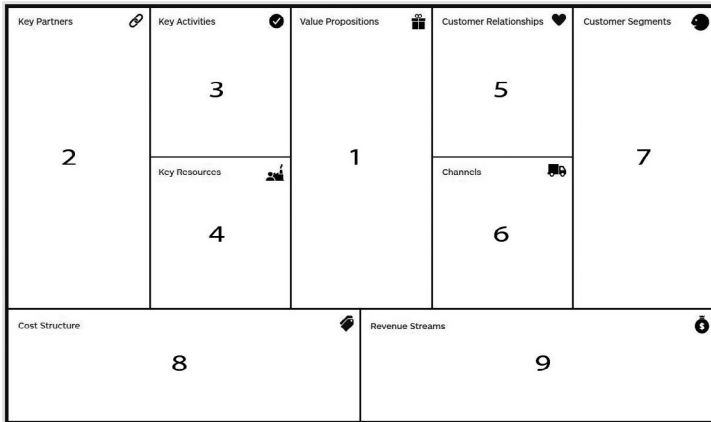 Key Partners
2
Key Activities
3
Key Resources
4
Value Propositions
1
Customer Relationships
5
Channels
6
Customer Segments
7
Cost Structure
8
Revenue Streams
$
9